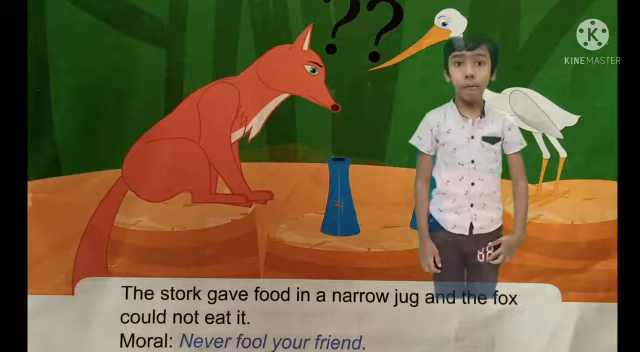 ??
K
KINEMASTER
The stork gave food in a narrow jug and the fox
could not eat it.
Moral: Never fool your friend.